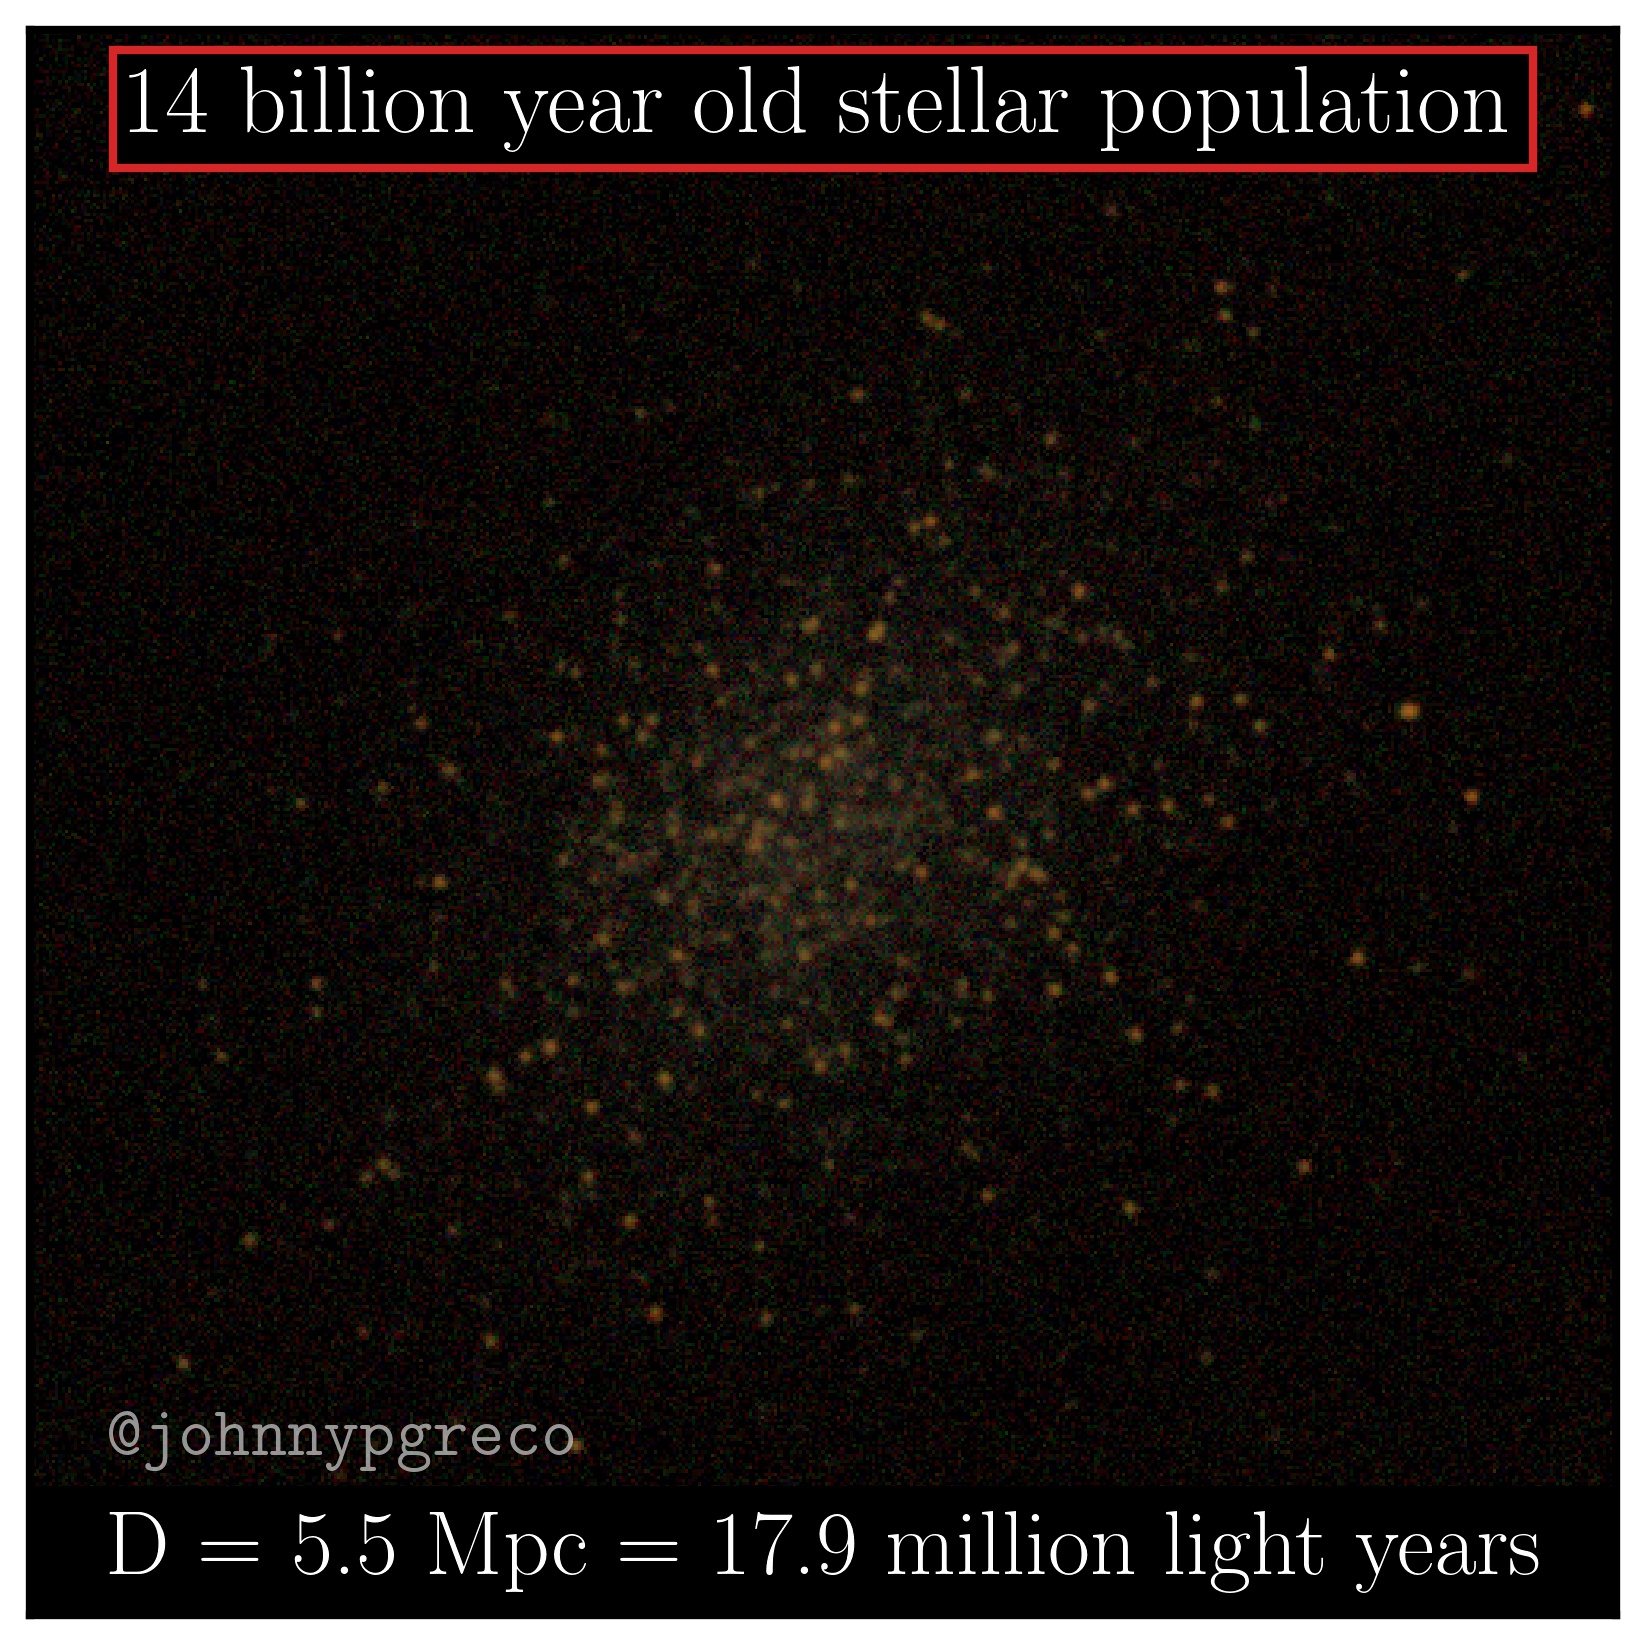 14 billion year old stellar population
@johnnypgreco
D = 5.5 Mpc = 17.9 million light years